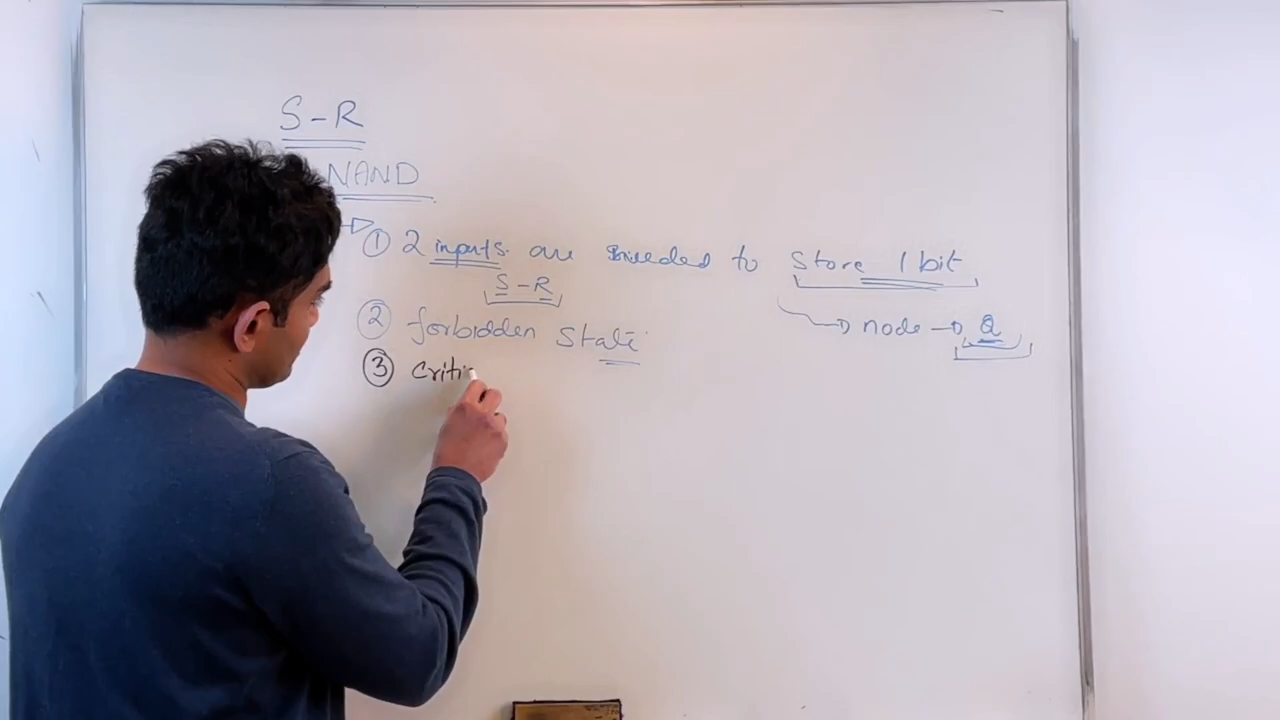 S-R
NAND
① 2 inputs are needed to store 1 bit
S-R
node → Q
② forbidden State
③ Criti